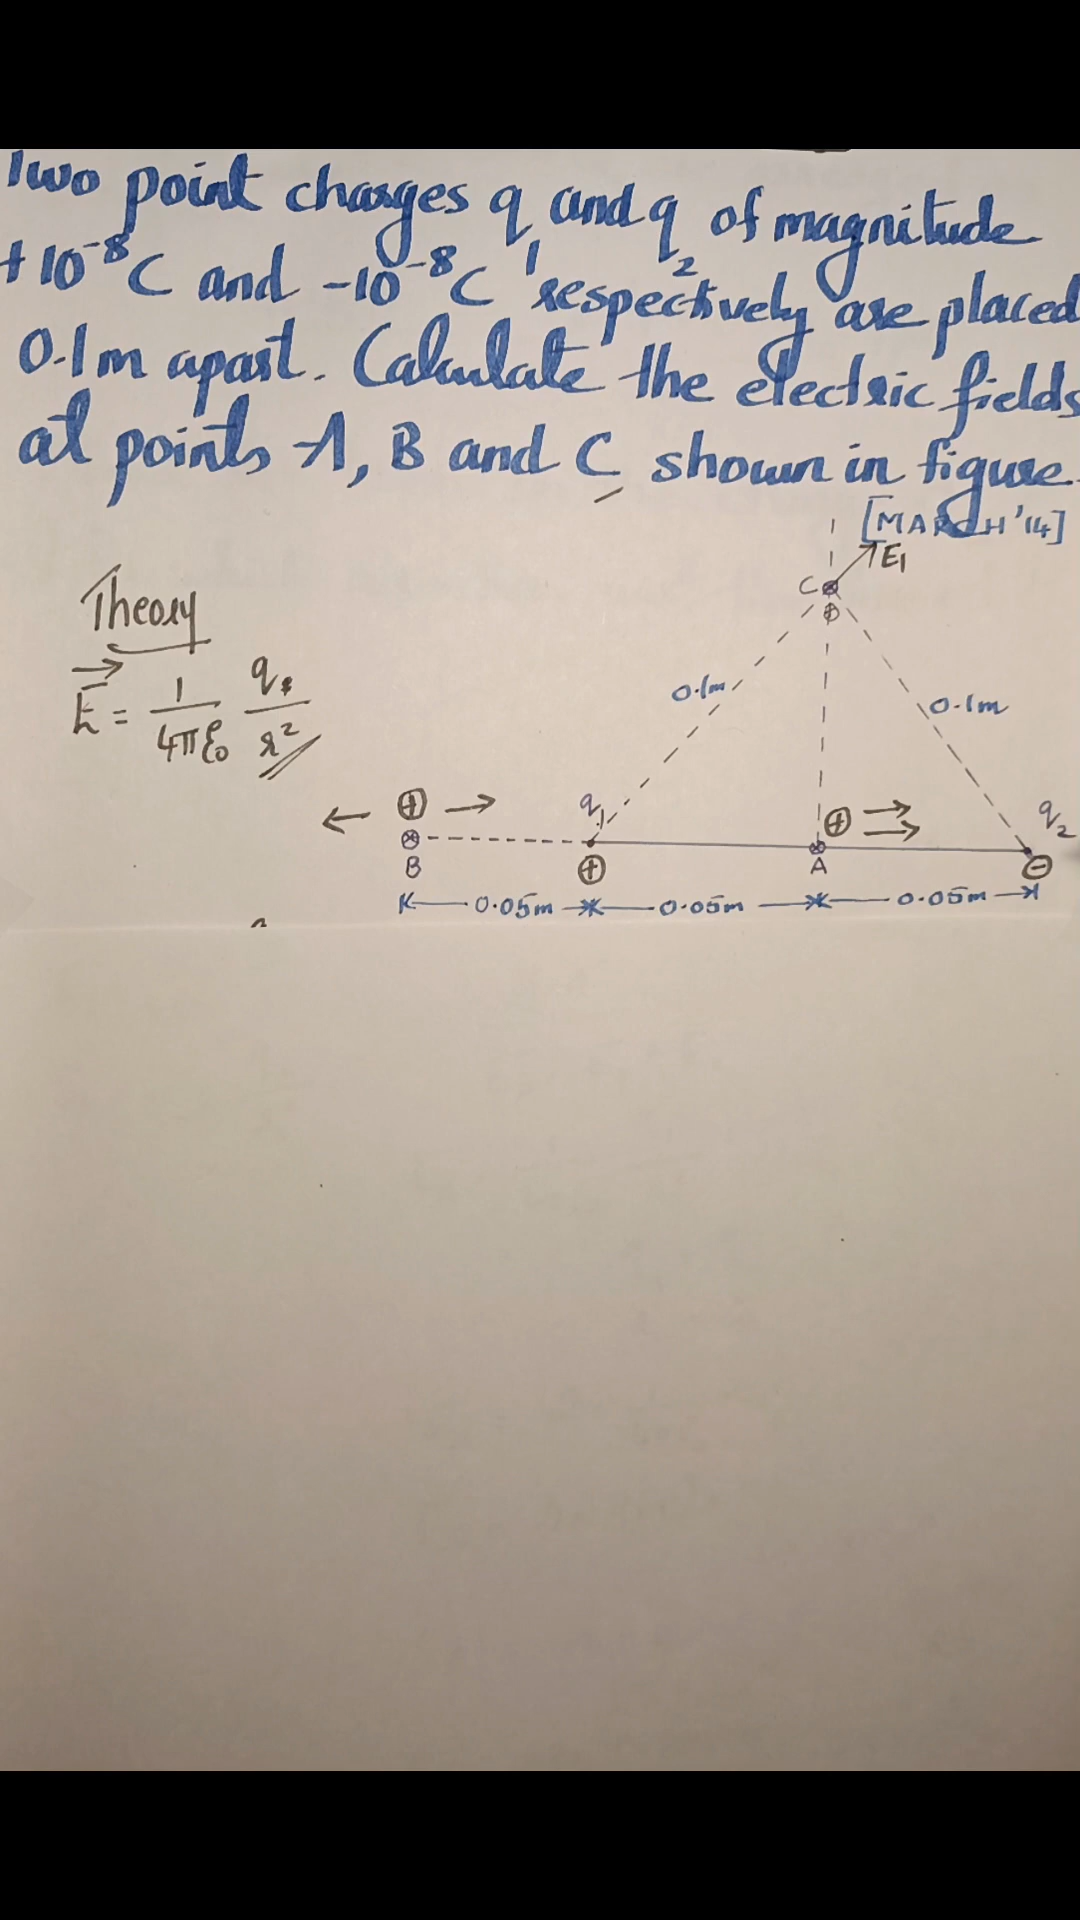 Two point charges q₁ and q₂ of magnitude
+10⁻⁸C and -10⁻⁸C respectively are placed
0.1m apart. Calculate the electric fields
at points A, B and C shown in figure.
[MARCH '14]
Theory
E = 1/4πε₀ q/r²
C
E₁
0.1m
0.1m
q₁
q₂
B
A
0.05m
0.05m
0.05m